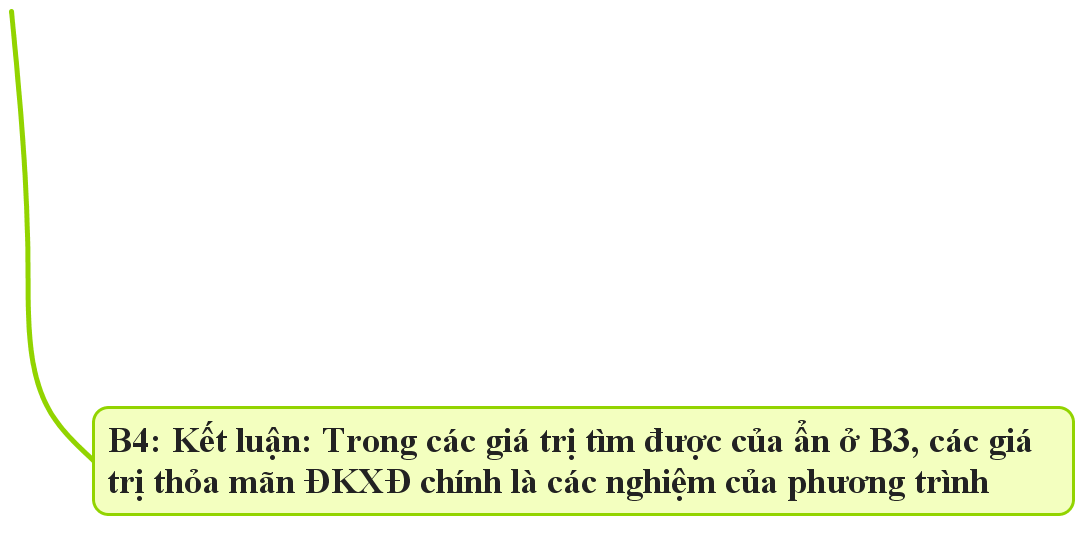 B4: Kết luận: Trong các giá trị tìm được của ẩn ở B3, các giá
trị thỏa mãn ĐKXĐ chính là các nghiệm của phương trình